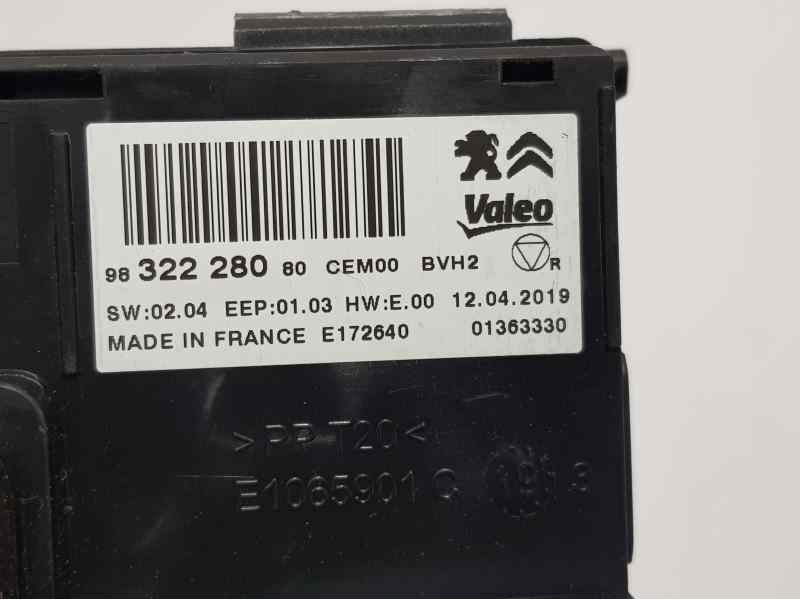 Valeo
98 322 280 80 CEM00 BVH2 R
SW:02.04 EEP:01.03 HW:E.00 12.04.2019
MADE IN FRANCE E172640 01363330
>PP T20<
E1065901 C